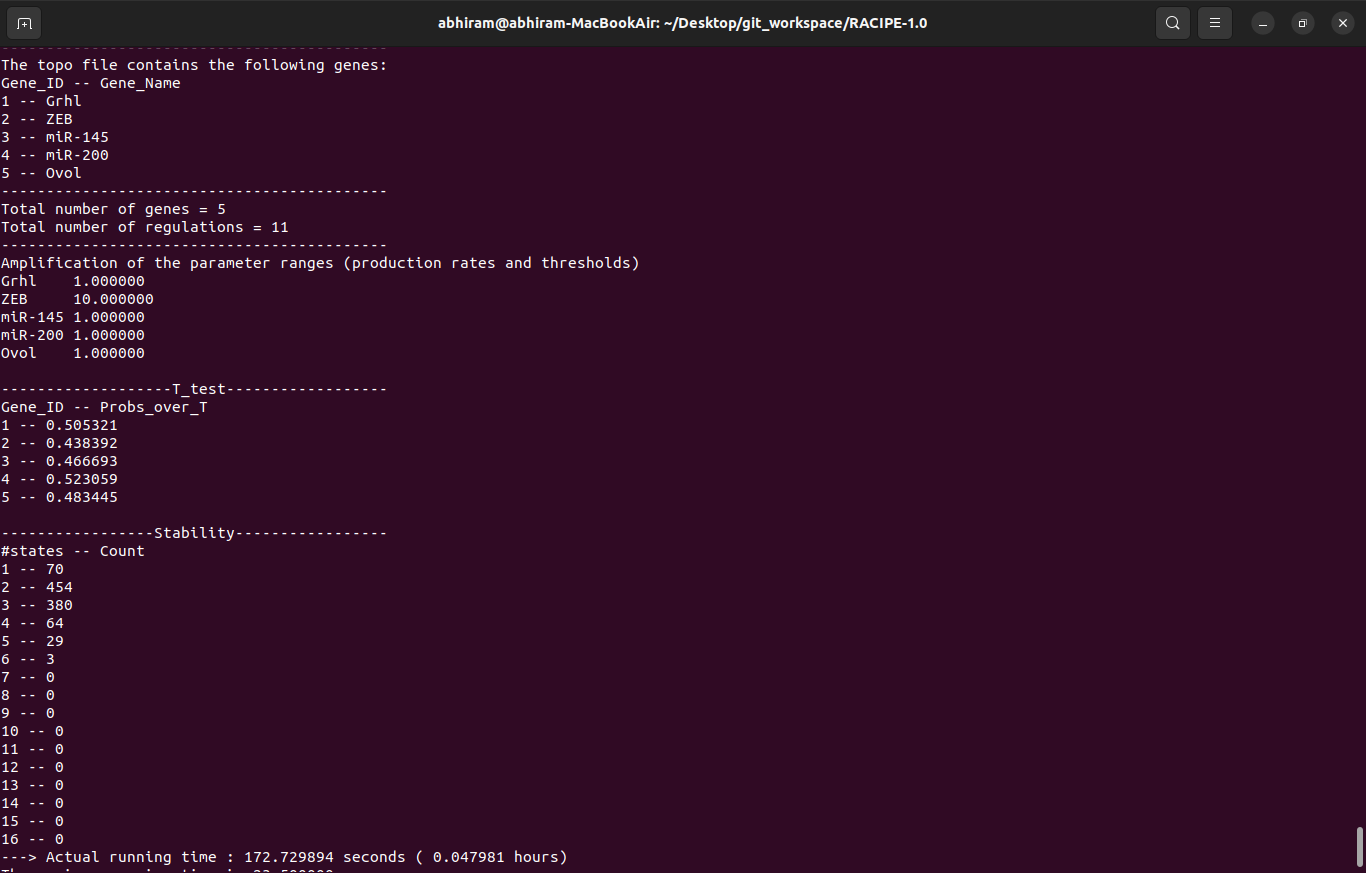 abhiram@abhiram-MacBookAir: ~/Desktop/git_workspace/RACIPE-1.0
-------------------------------------------
The topo file contains the following genes:
Gene_ID -- Gene_Name
1 -- Grhl
2 -- ZEB
3 -- miR-145
4 -- miR-200
5 -- Ovol
-------------------------------------------
Total number of genes = 5
Total number of regulations = 11
-------------------------------------------
Amplification of the parameter ranges (production rates and thresholds)
Grhl    1.000000
ZEB     10.000000
miR-145 1.000000
miR-200 1.000000
Ovol    1.000000
-------------------T_test------------------
Gene_ID -- Probs_over_T
1 -- 0.505321
2 -- 0.438392
3 -- 0.466693
4 -- 0.523059
5 -- 0.483445
-----------------Stability-----------------
#states -- Count
1 -- 70
2 -- 454
3 -- 380
4 -- 64
5 -- 29
6 -- 3
7 -- 0
8 -- 0
9 -- 0
10 -- 0
11 -- 0
12 -- 0
13 -- 0
14 -- 0
15 -- 0
16 -- 0
---> Actual running time : 172.729894 seconds ( 0.047981 hours)